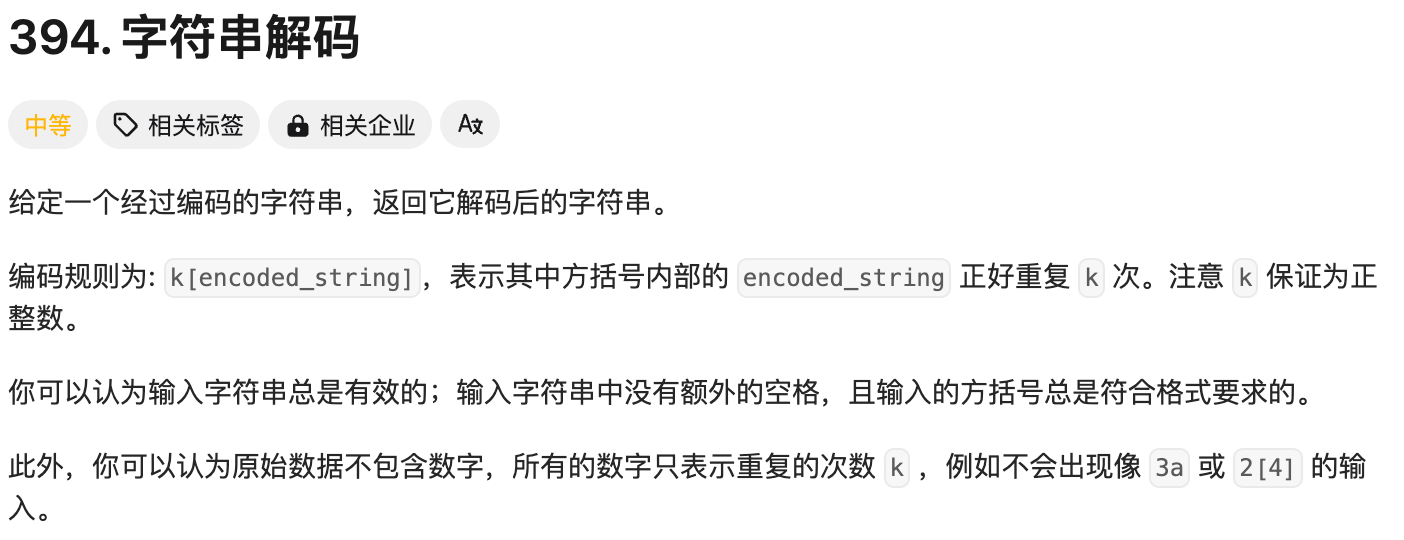 394. 字符串解码
中等 相关标签 相关企业 A文
给定一个经过编码的字符串，返回它解码后的字符串。
编码规则为: k[encoded_string]，表示其中方括号内部的 encoded_string 正好重复 k 次。注意 k 保证为正
整数。
你可以认为输入字符串总是有效的；输入字符串中没有额外的空格，且输入的方括号总是符合格式要求的。
此外，你可以认为原始数据不包含数字，所有的数字只表示重复的次数 k ，例如不会出现像 3a 或 2[4] 的输
入。